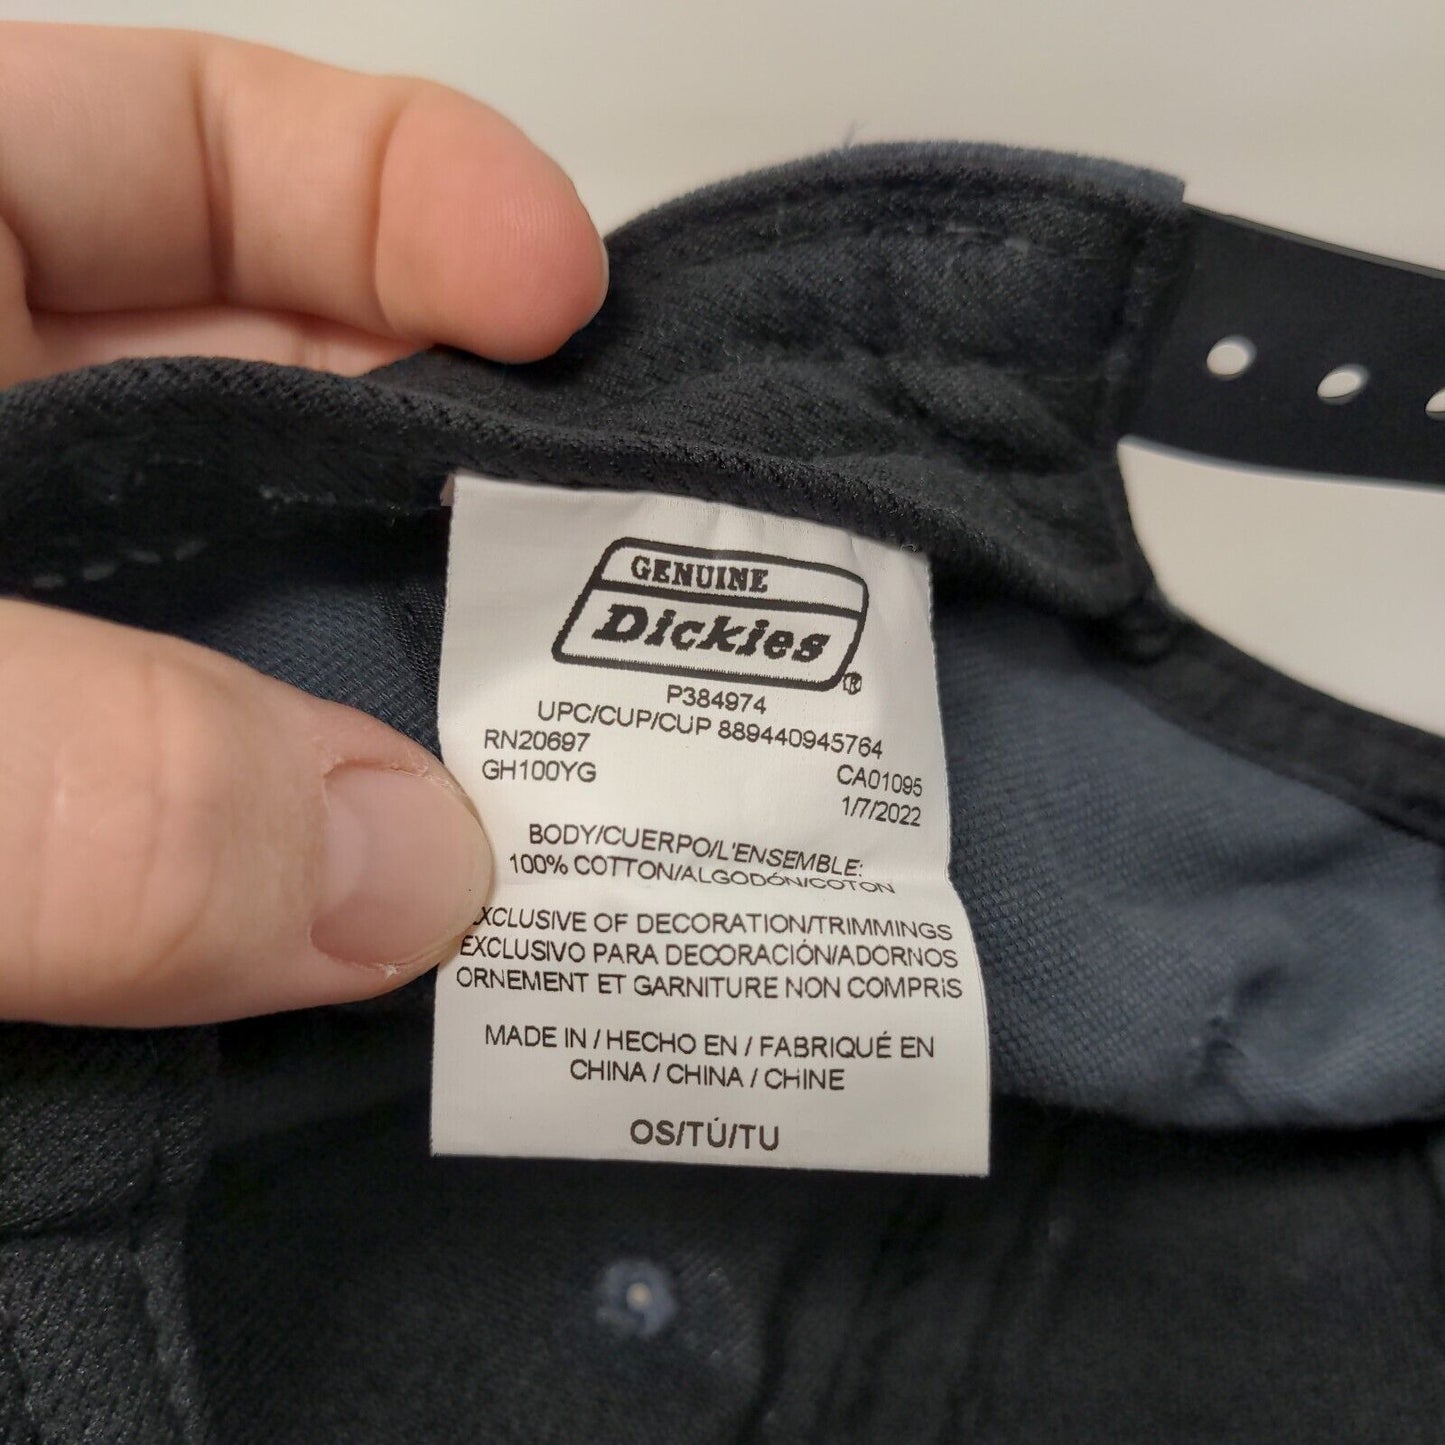 GENUINE
Dickies
®
P384974
UPC/CUP/CUP 889440945764
RN20697
GH100YG
CA01095
1/7/2022
BODY/CUERPO/L'ENSEMBLE:
100% COTTON/ALGODÓN/COTON
EXCLUSIVE OF DECORATION/TRIMMINGS
EXCLUSIVO PARA DECORACIÓN/ADORNOS
ORNEMENT ET GARNITURE NON COMPRIS
MADE IN / HECHO EN / FABRIQUÉ EN
CHINA / CHINA / CHINE
OS/TÚ/TU